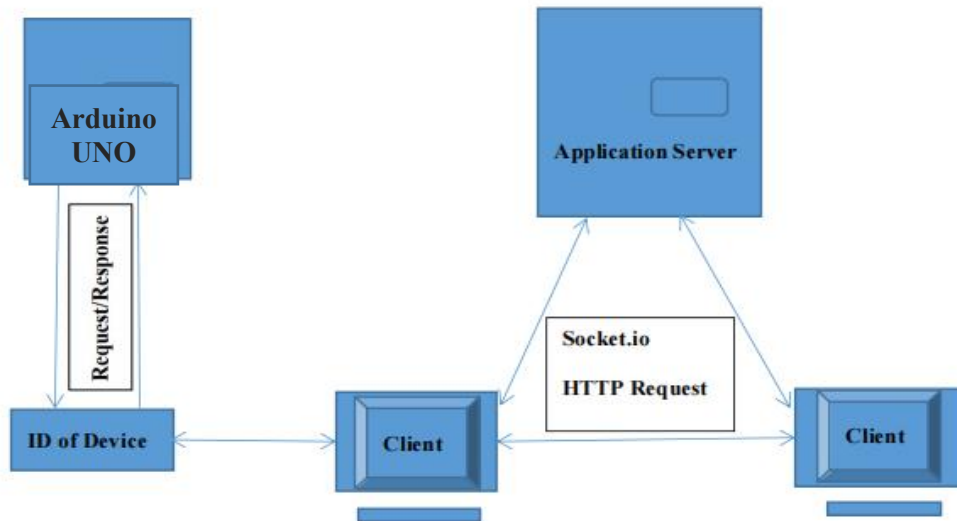 Arduino
UNO
Application Server
Request/Response
Socket.io
HTTP Request
ID of Device
Client
Client